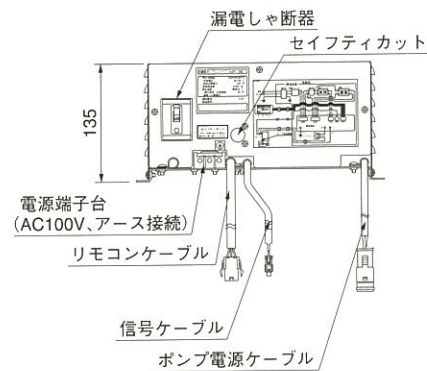 漏電しゃ断器
セイフティカット
135
電源端子台
(AC100V、アース接続)
リモコンケーブル
信号ケーブル
ポンプ電源ケーブル